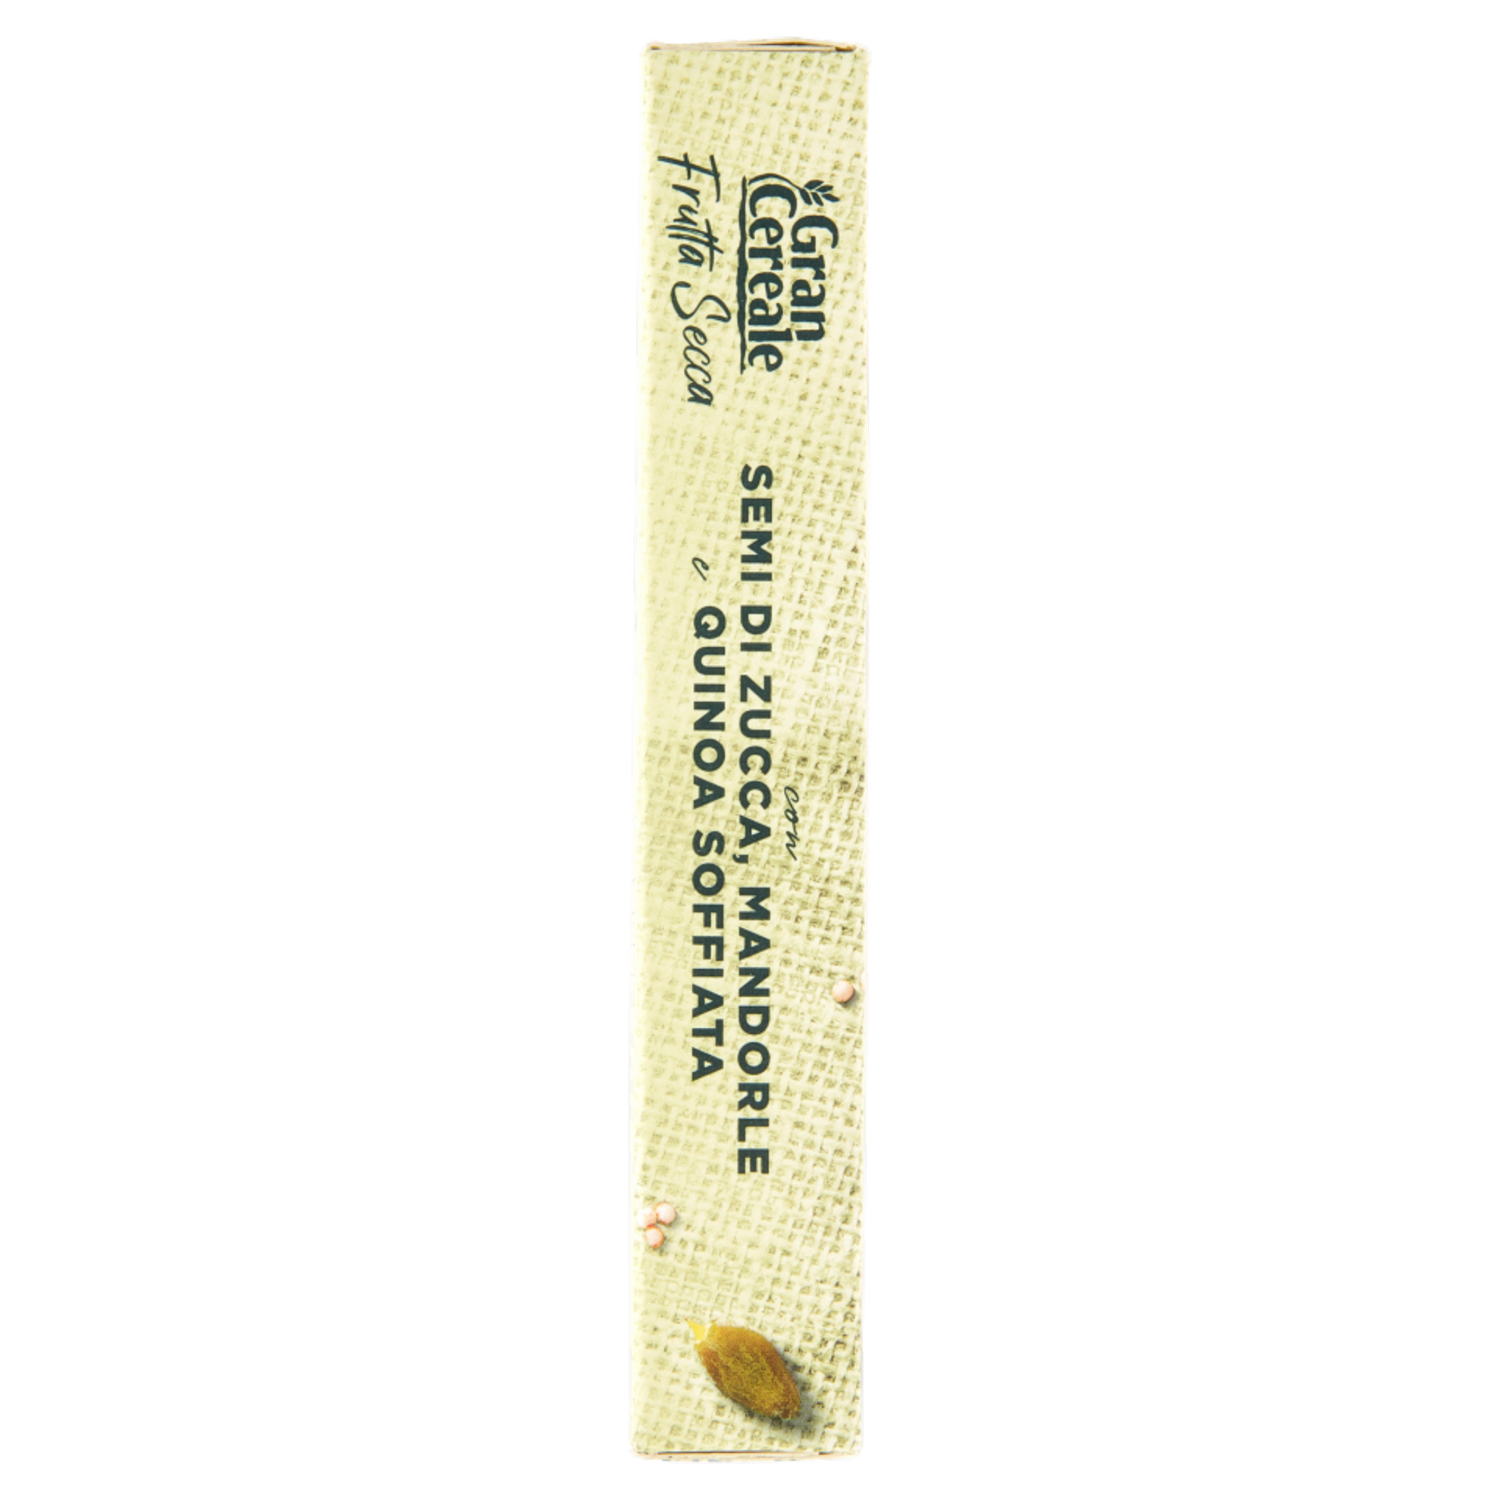 Gran
Cereale
Frutta Secca
con
SEMI DI ZUCCA, MANDORLE
e QUINOA SOFFIATA